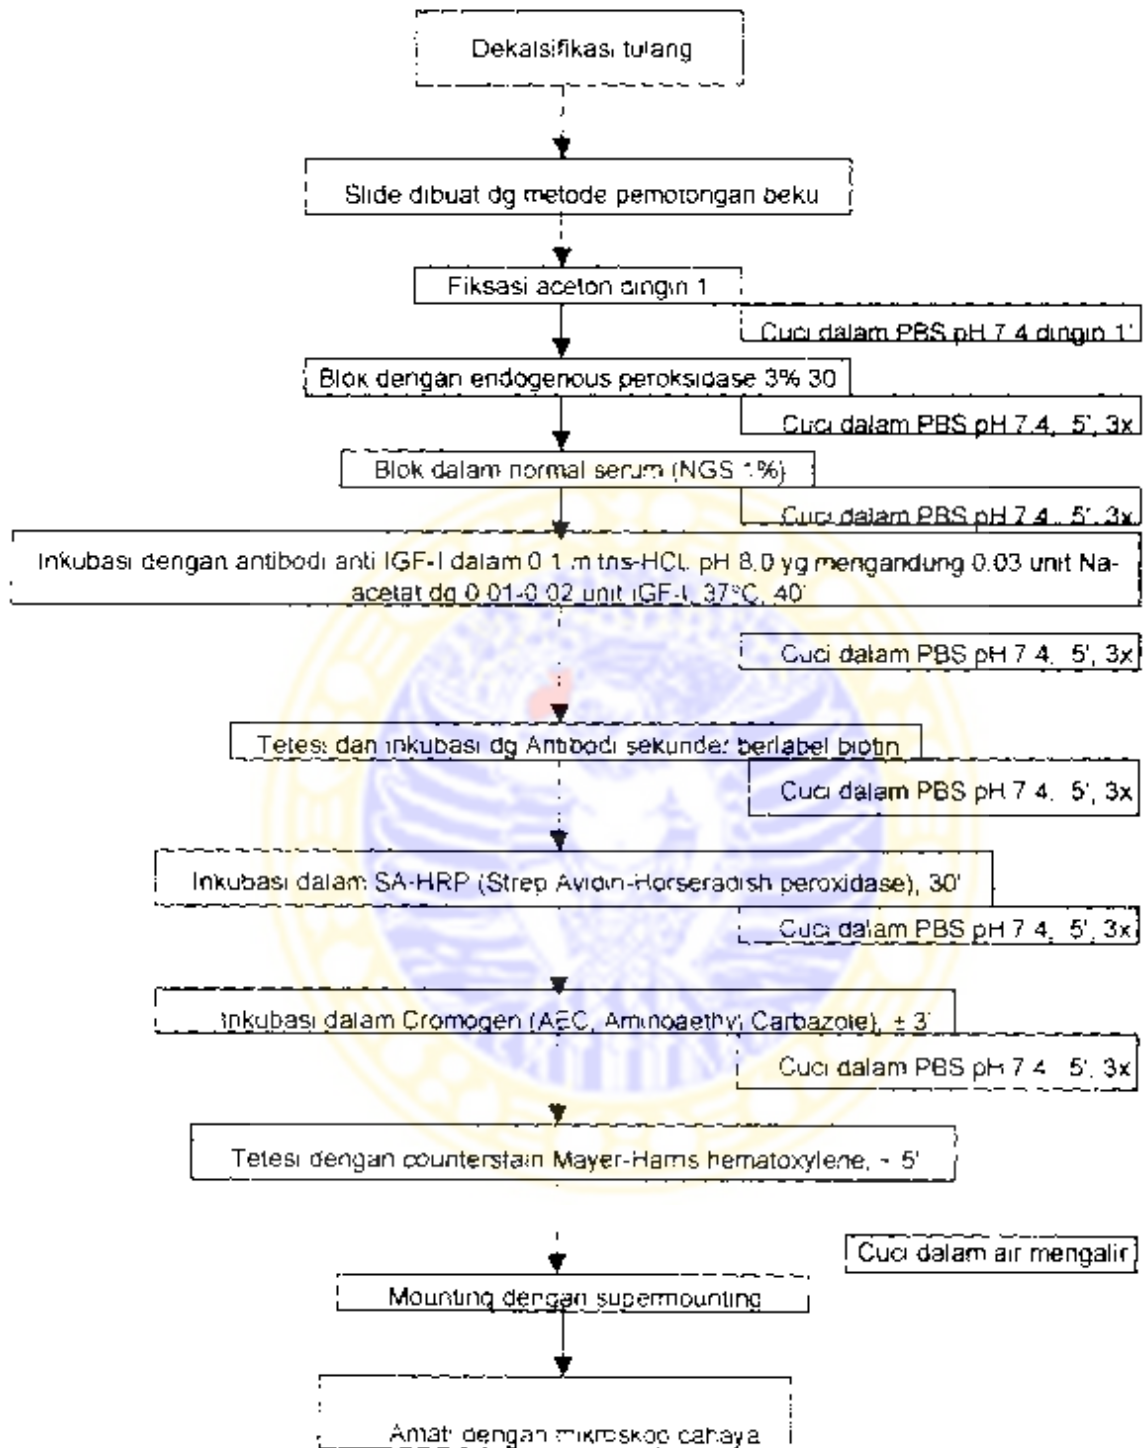 Dekalsifikasi tulang
Slide dibuat dg metode pemotongan beku
Fiksasi aceton dingin 1
Cuci dalam PBS pH 7.4 dingin 1'
Blok dengan endogenous peroksidase 3% 30
Cuci dalam PBS pH 7.4, 5', 3x
Blok dalam normal serum (NGS 1%)
Cuci dalam PBS pH 7.4, 5', 3x
Inkubasi dengan antibodi anti IGF-I dalam 0.1 m tris-HCL pH 8.0 yg mengandung 0.03 unit Na-
acetat dg 0.01-0.02 unit IGF-I, 37°C, 40'
Cuci dalam PBS pH 7.4, 5', 3x
Tetesi dan inkubasi dg Antibodi sekunder berlabel biotin
Cuci dalam PBS pH 7.4, 5', 3x
Inkubasi dalam SA-HRP (Strep Avidin-Horseradish peroxidase), 30'
Cuci dalam PBS pH 7.4, 5', 3x
Inkubasi dalam Cromogen (AEC, Aminoaethyl Carbazole), ± 3'
Cuci dalam PBS pH 7.4 5', 3x
Tetesi dengan counterstain Mayer-Harris hematoxylene, 5'
Cuci dalam air mengalir
Mounting dengan supermounting
Amati dengan mikroskop cahaya